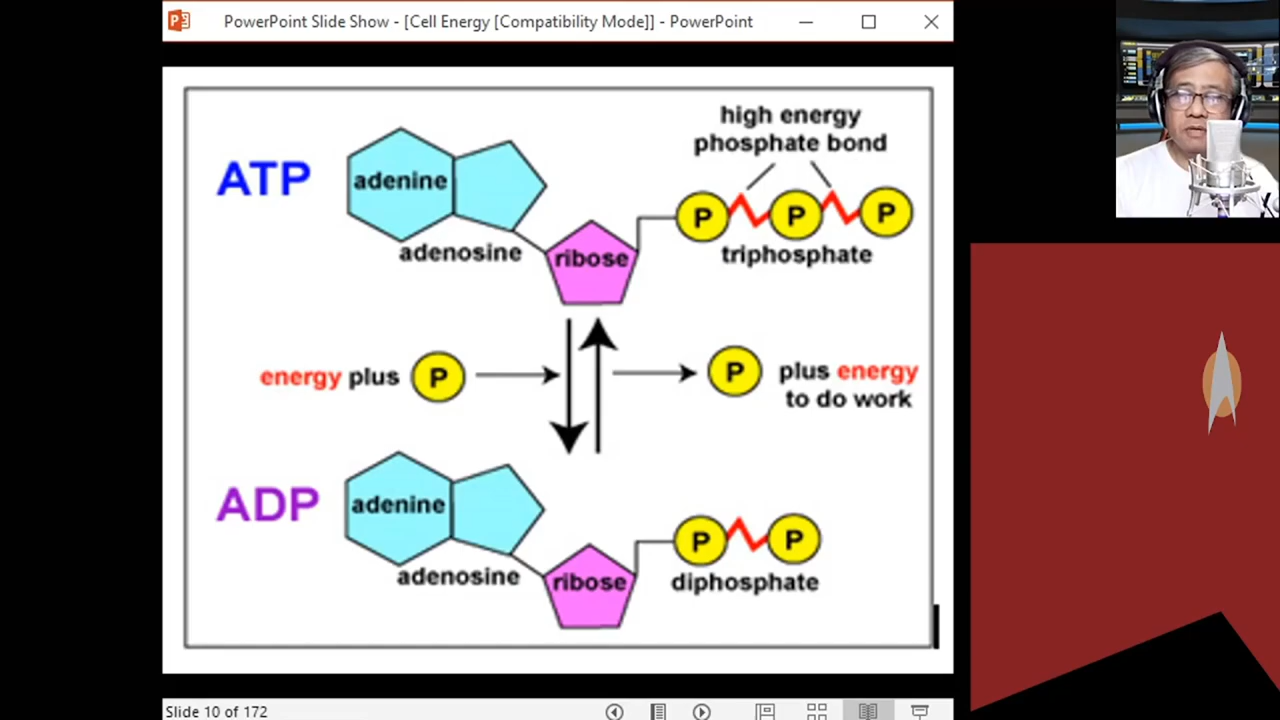 PowerPoint Slide Show - [Cell Energy [Compatibility Mode]] - PowerPoint
high energy
phosphate bond
ATP
adenine
P
P
P
adenosine
ribose
triphosphate
energy plus
P
P
plus energy
to do work
ADP
adenine
P
P
adenosine
ribose
diphosphate
Slide 10 of 172